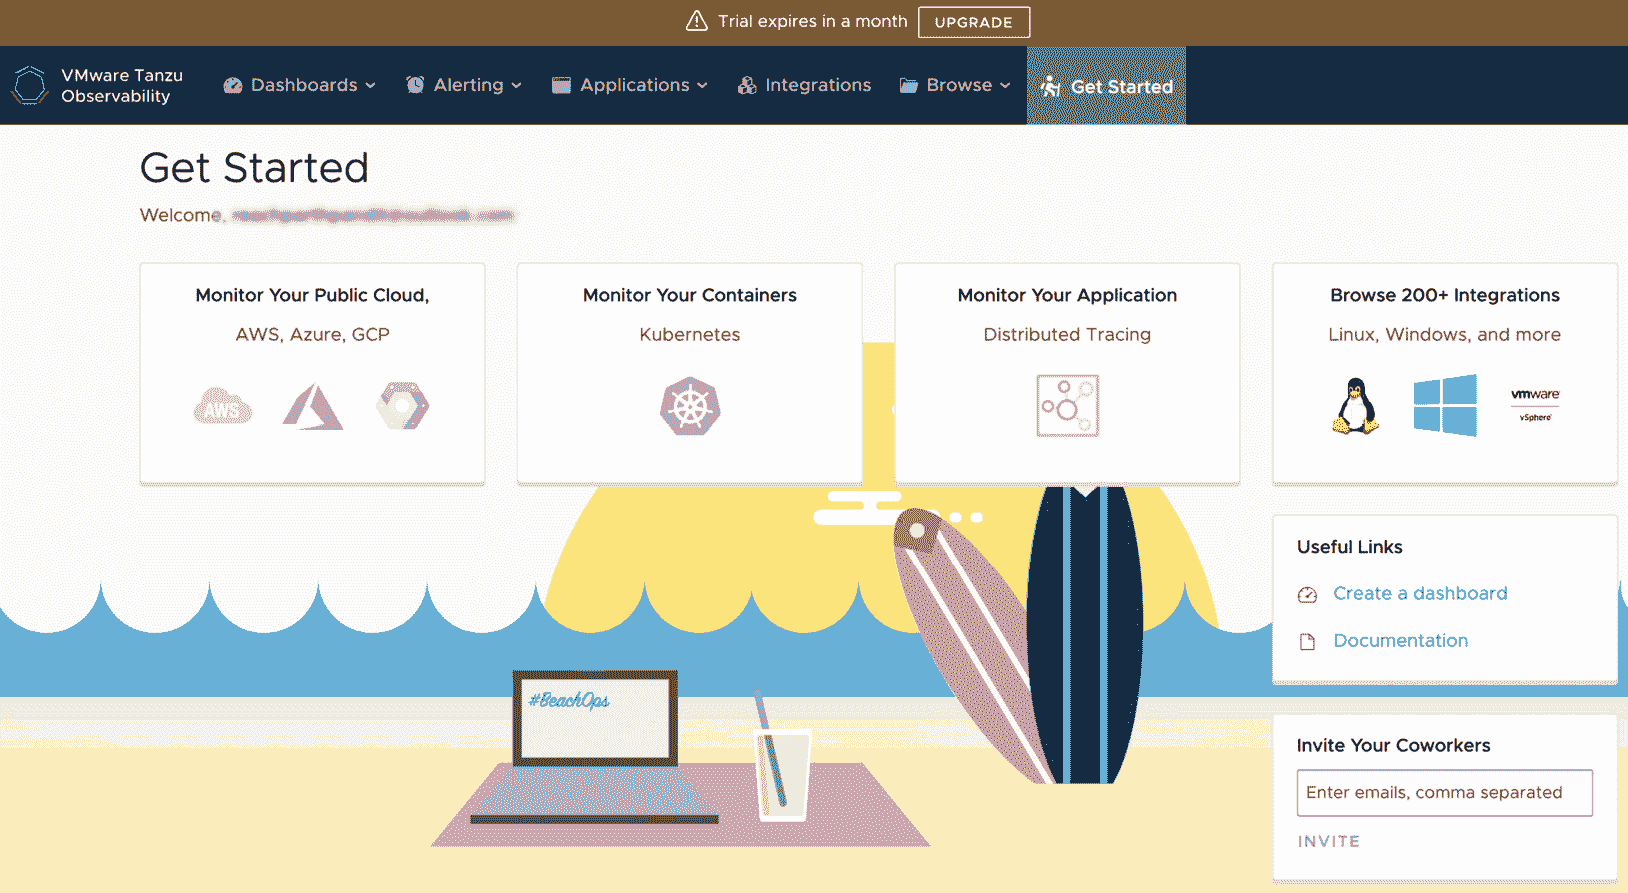 Trial expires in a month UPGRADE
VMware Tanzu
Observability
Dashboards Alerting Applications Integrations Browse Get Started
Get Started
Welcome,
Monitor Your Public Cloud,
AWS, Azure, GCP
AWS
Monitor Your Containers
Kubernetes
Monitor Your Application
Distributed Tracing
Browse 200+ Integrations
Linux, Windows, and more
vmware
vSphere
Useful Links
Create a dashboard
Documentation
#BeachOps
Invite Your Coworkers
Enter emails, comma separated
INVITE